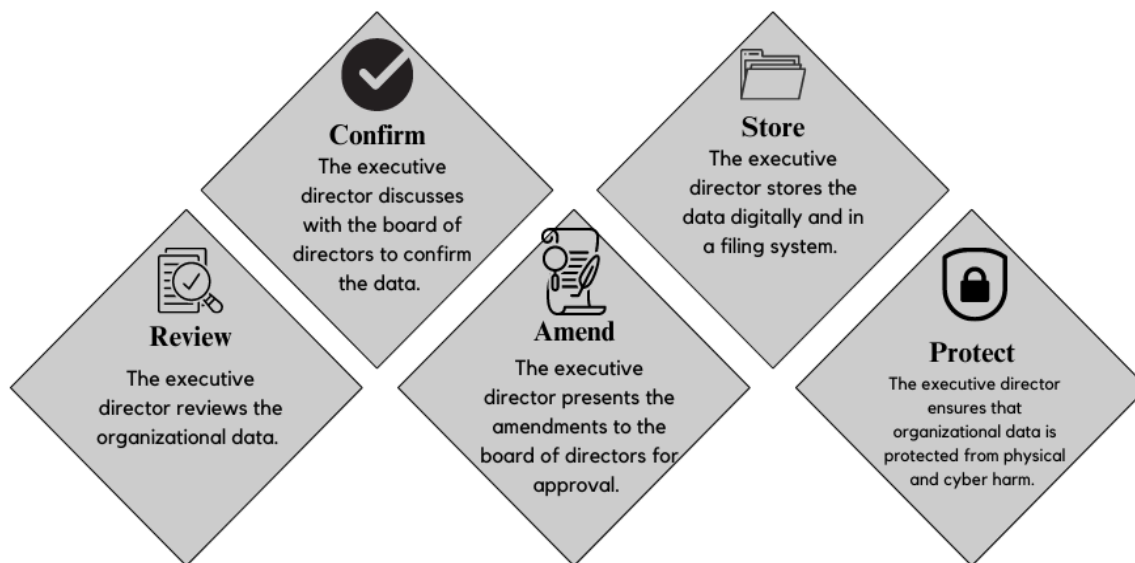 Review
The executive
director reviews the
organizational data.
Confirm
The executive
director discusses
with the board of
directors to confirm
the data.
Amend
The executive
director presents the
amendments to the
board of directors for
approval.
Store
The executive
director stores the
data digitally and in
a filing system.
Protect
The executive director
ensures that
organizational data is
protected from physical
and cyber harm.